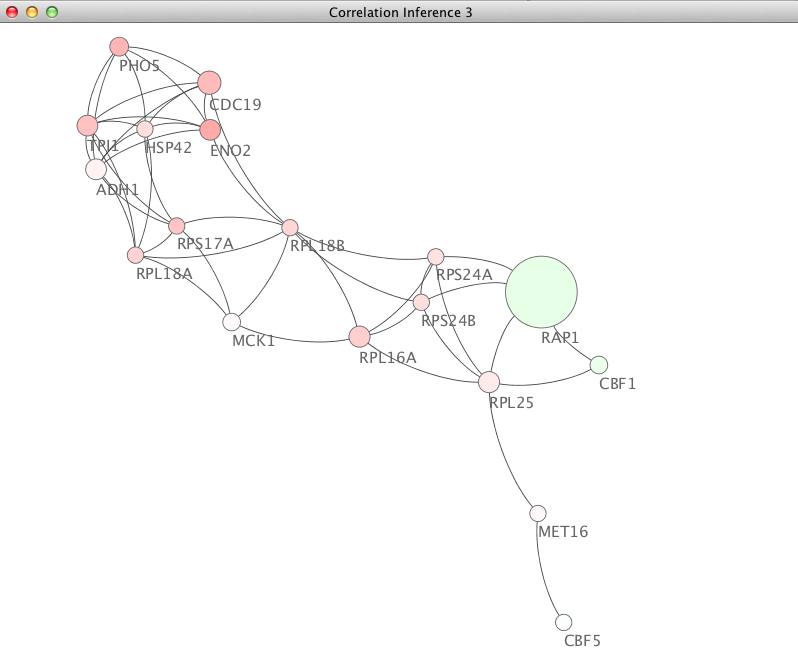 Correlation Inference 3
PHO5
CDC19
TPI1
HSP42
ENO2
ADH1
RPS17A
RPL18B
RPL18A
RPS24A
RPS24B
MCK1
RAP1
RPL16A
CBF1
RPL25
MET16
CBF5